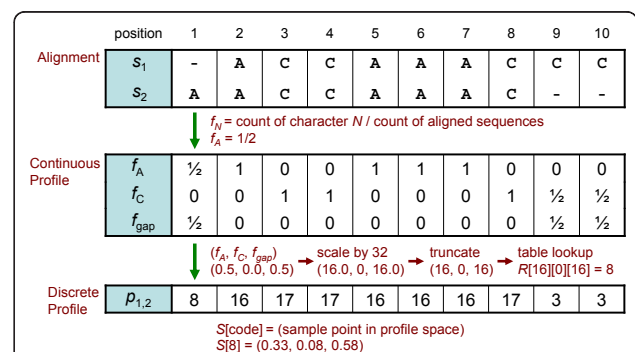 position 1 2 3 4 5 6 7 8 9 10
Alignment
s1 - A C C A A A C C C
s2 A A C C A A A C - -
fN = count of character N / count of aligned sequences
fA = 1/2
Continuous Profile
fA ½ 1 0 0 1 1 1 0 0 0
fC 0 0 1 1 0 0 0 1 ½ ½
fgap ½ 0 0 0 0 0 0 0 ½ ½
(fA, fC, fgap) scale by 32 truncate table lookup
(0.5, 0.0, 0.5) (16.0, 0, 16.0) (16, 0, 16) R[16][0][16] = 8
Discrete Profile
p1,2 8 16 17 17 16 16 16 17 3 3
S[code] = (sample point in profile space)
S[8] = (0.33, 0.08, 0.58)